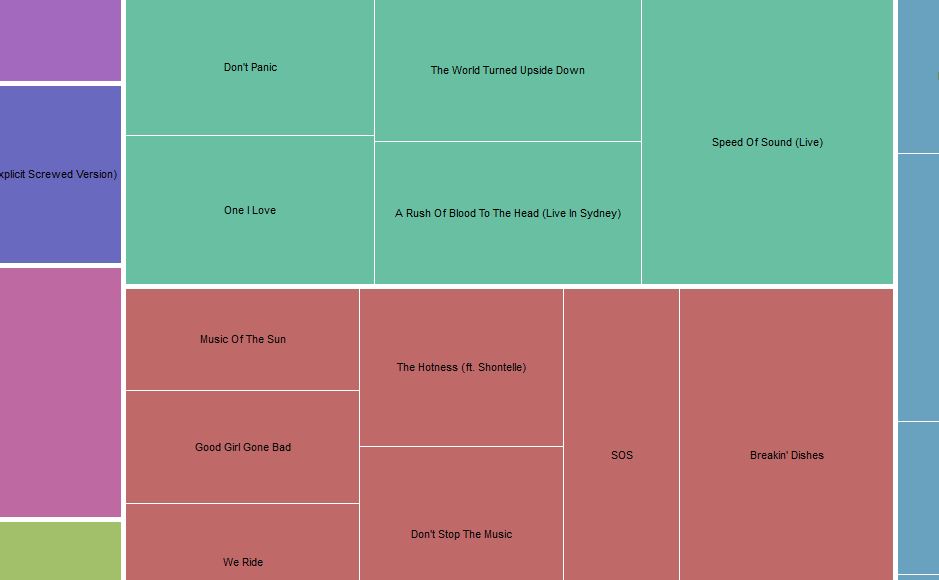 Don't Panic
The World Turned Upside Down
Speed Of Sound (Live)
xplicit Screwed Version)
One I Love
A Rush Of Blood To The Head (Live In Sydney)
Music Of The Sun
The Hotness (ft. Shontelle)
Good Girl Gone Bad
SOS
Breakin' Dishes
Don't Stop The Music
We Ride